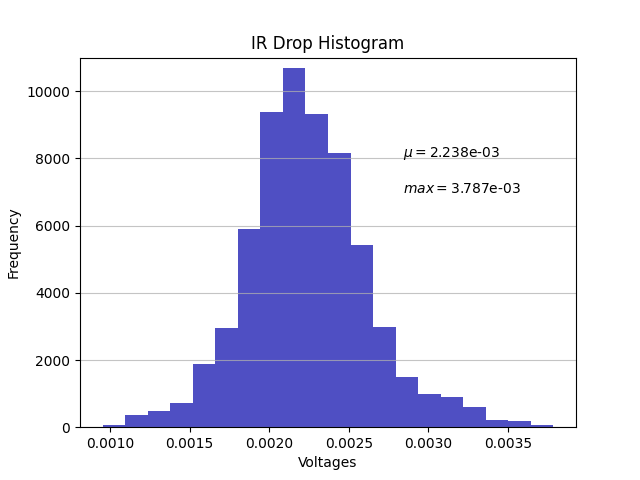 IR Drop Histogram
10000
8000
6000
4000
2000
0
Frequency
μ = 2.238e-03
max = 3.787e-03
0.0010 0.0015 0.0020 0.0025 0.0030 0.0035
Voltages